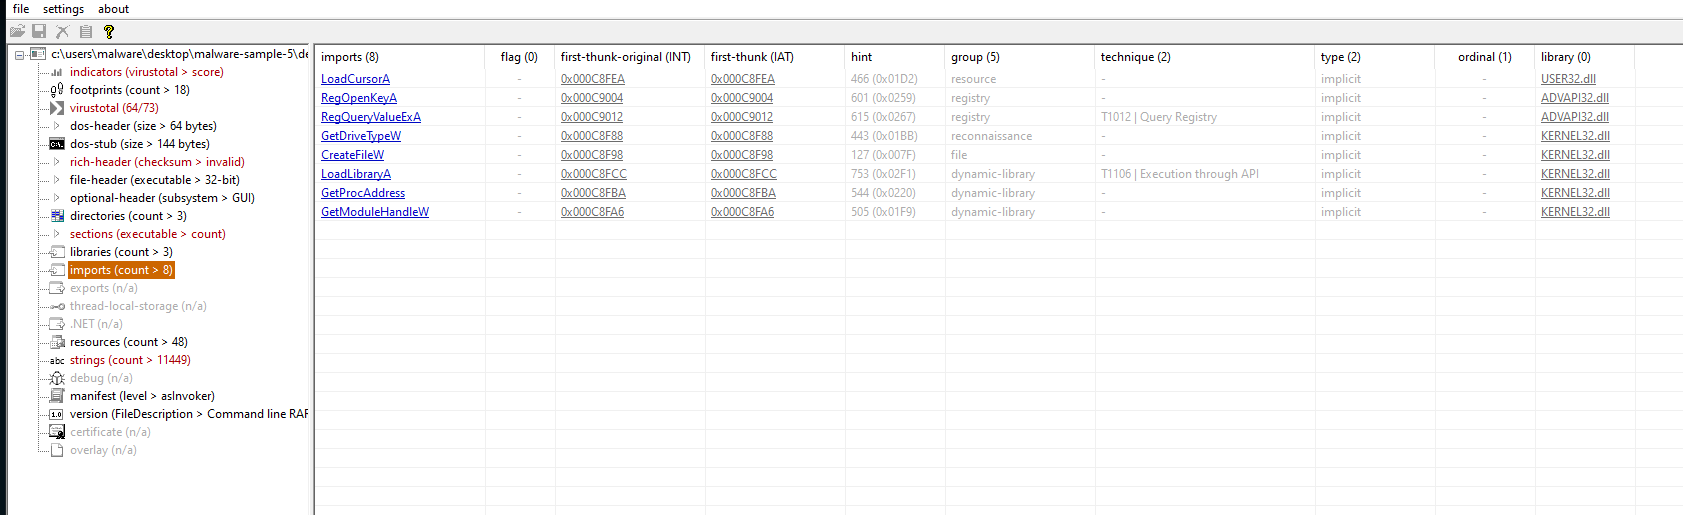 file settings about
c:\users\malware\desktop\malware-sample-5\de
indicators (virustotal > score)
footprints (count > 18)
virustotal (64/73)
dos-header (size > 64 bytes)
dos-stub (size > 144 bytes)
rich-header (checksum > invalid)
file-header (executable > 32-bit)
optional-header (subsystem > GUI)
directories (count > 3)
sections (executable > count)
libraries (count > 3)
imports (count > 8)
exports (n/a)
thread-local-storage (n/a)
.NET (n/a)
resources (count > 48)
abc strings (count > 11449)
debug (n/a)
manifest (level > asInvoker)
1.0 version (FileDescription > Command line RAR
certificate (n/a)
overlay (n/a)
imports (8) flag (0) first-thunk-original (INT) first-thunk (IAT) hint group (5) technique (2) type (2) ordinal (1) library (0)
LoadCursorA - 0x000C8FEA 0x000C8FEA 466 (0x01D2) resource - implicit - USER32.dll
RegOpenKeyA - 0x000C9004 0x000C9004 601 (0x0259) registry - implicit - ADVAPI32.dll
RegQueryValueExA - 0x000C9012 0x000C9012 615 (0x0267) registry T1012 | Query Registry implicit - ADVAPI32.dll
GetDriveTypeW - 0x000C8F88 0x000C8F88 443 (0x01BB) reconnaissance - implicit - KERNEL32.dll
CreateFileW - 0x000C8F98 0x000C8F98 127 (0x007F) file - implicit - KERNEL32.dll
LoadLibraryA - 0x000C8FCC 0x000C8FCC 753 (0x02F1) dynamic-library T1106 | Execution through API implicit - KERNEL32.dll
GetProcAddress - 0x000C8FBA 0x000C8FBA 544 (0x0220) dynamic-library - implicit - KERNEL32.dll
GetModuleHandleW - 0x000C8FA6 0x000C8FA6 505 (0x01F9) dynamic-library - implicit - KERNEL32.dll